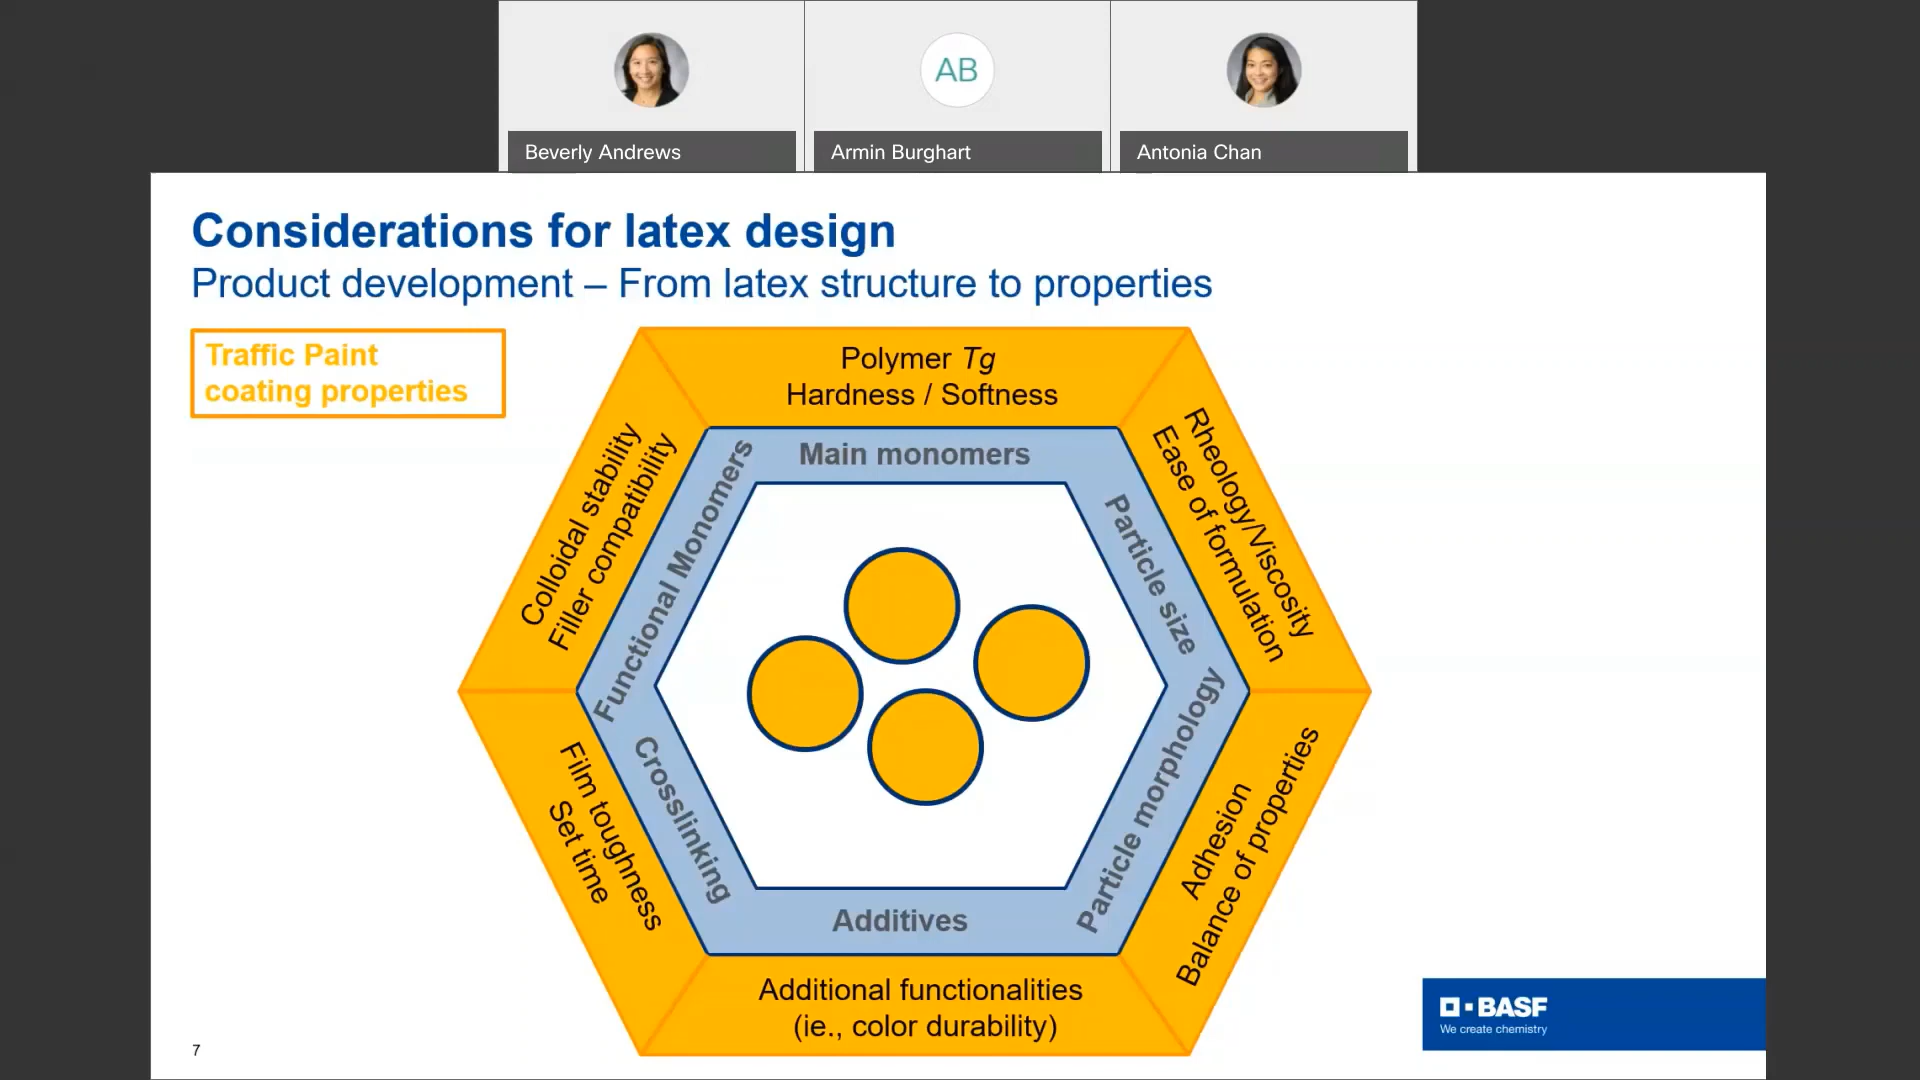 AB
Beverly Andrews
Armin Burghart
Antonia Chan
Considerations for latex design
Product development – From latex structure to properties
Traffic Paint
coating properties
Polymer Tg
Hardness / Softness
Main monomers
Colloidal stability
Filler compatibility
Functional Monomers
Rheology/Viscosity
Ease of formulation
Particle size
Film toughness
Set time
Crosslinking
Particle morphology
Adhesion
Balance of properties
Additives
Additional functionalities
(ie., color durability)
BASF
We create chemistry
7